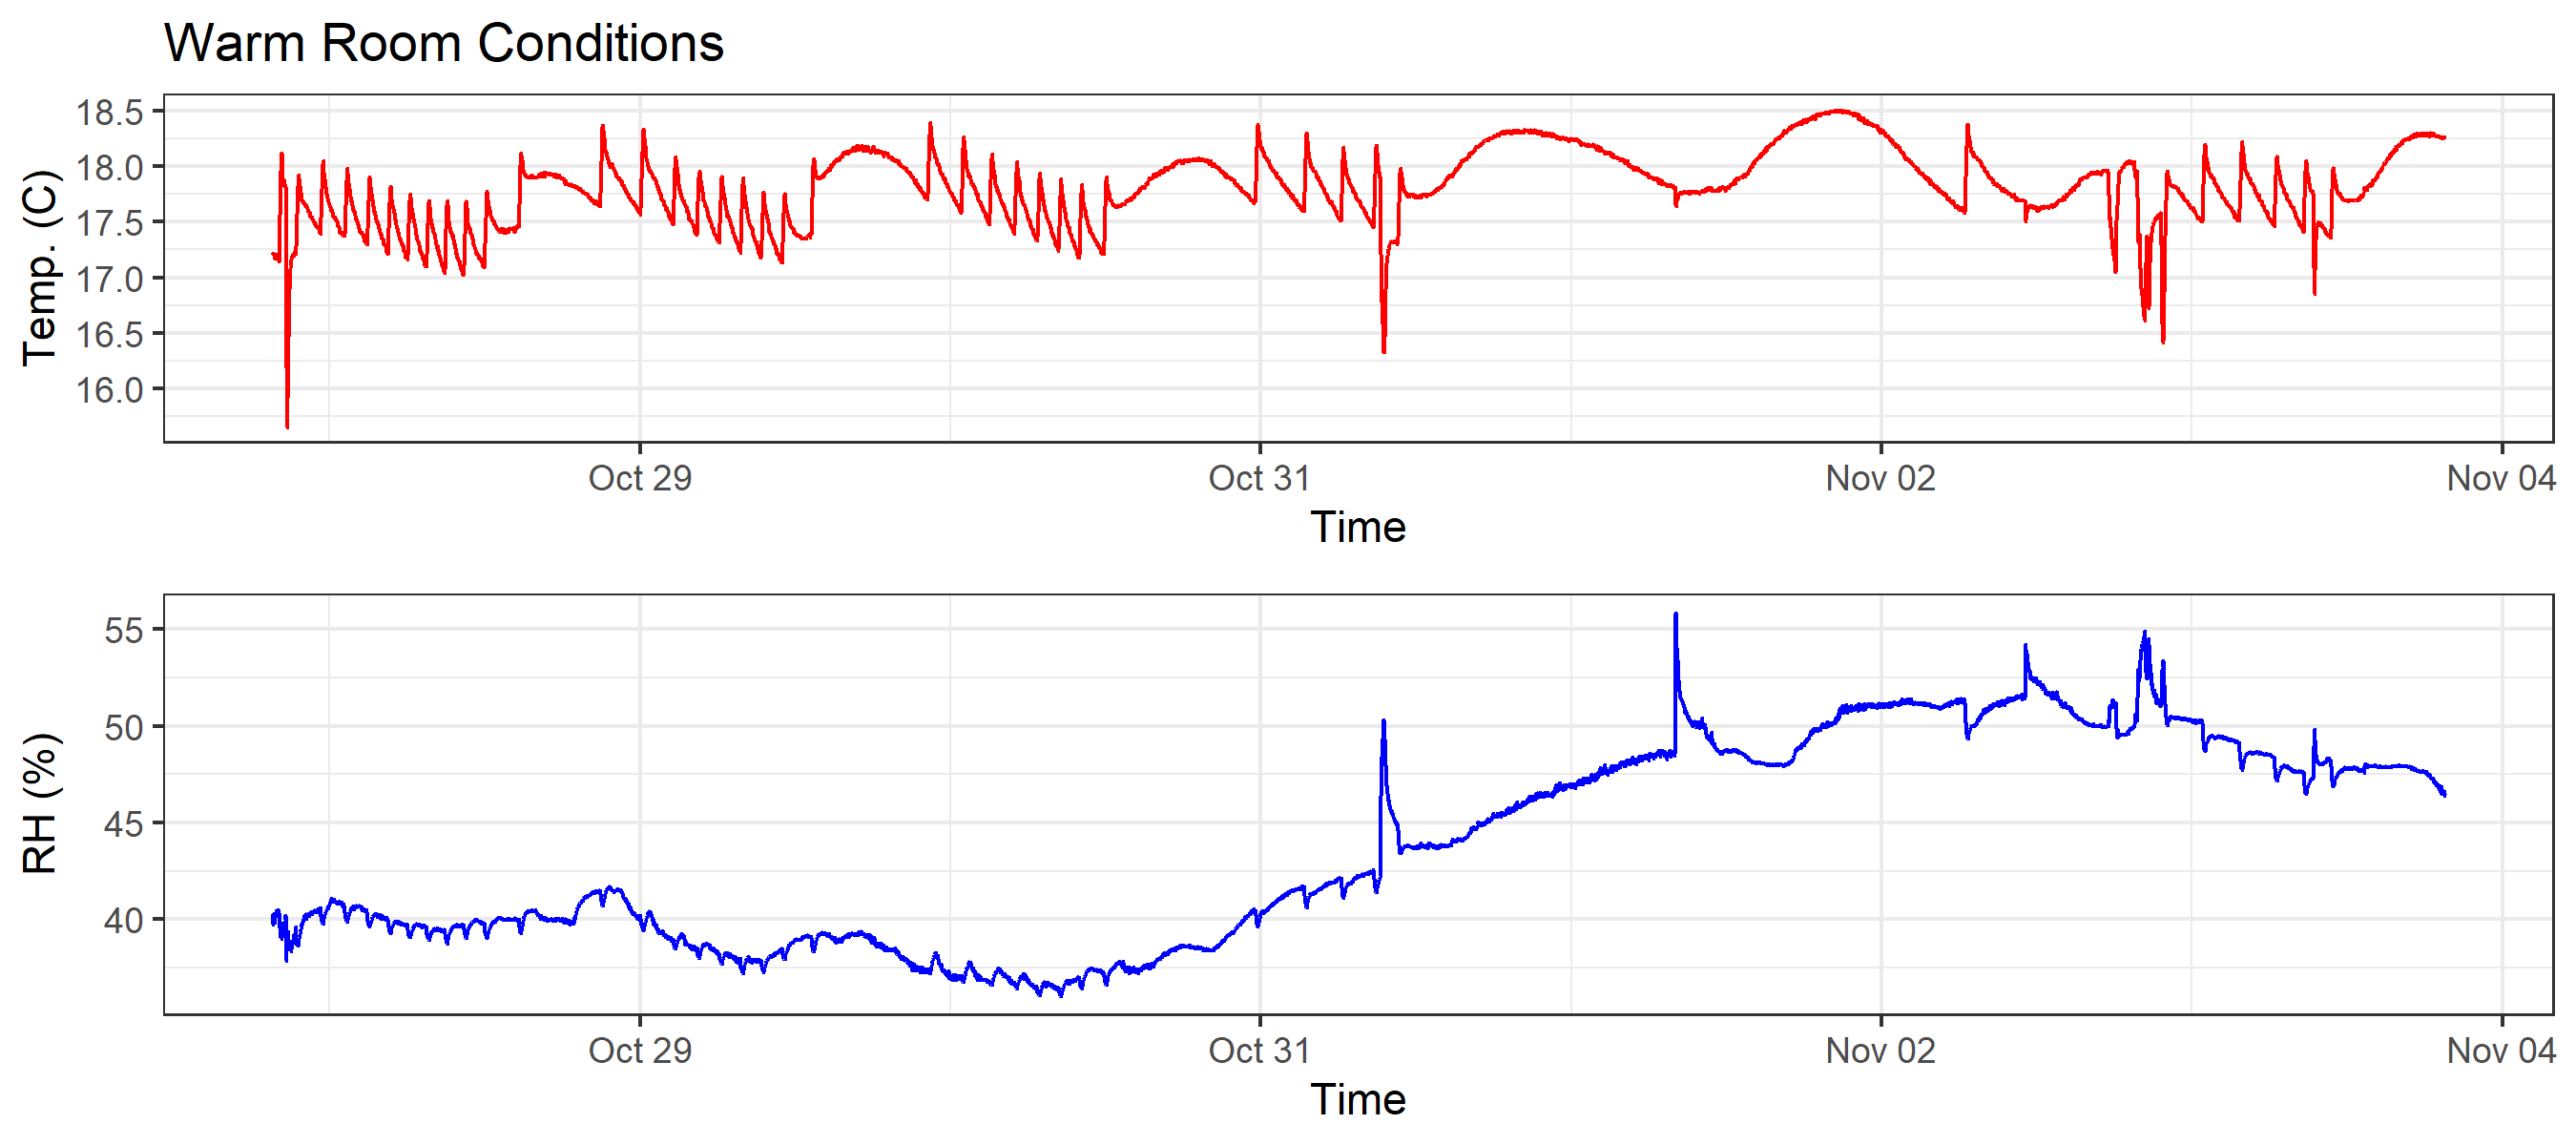 Warm Room Conditions
Temp. (C)
18.5
18.0
17.5
17.0
16.5
16.0
Oct 29 Oct 31 Nov 02 Nov 04
Time
RH (%)
55
50
45
40
Oct 29 Oct 31 Nov 02 Nov 04
Time